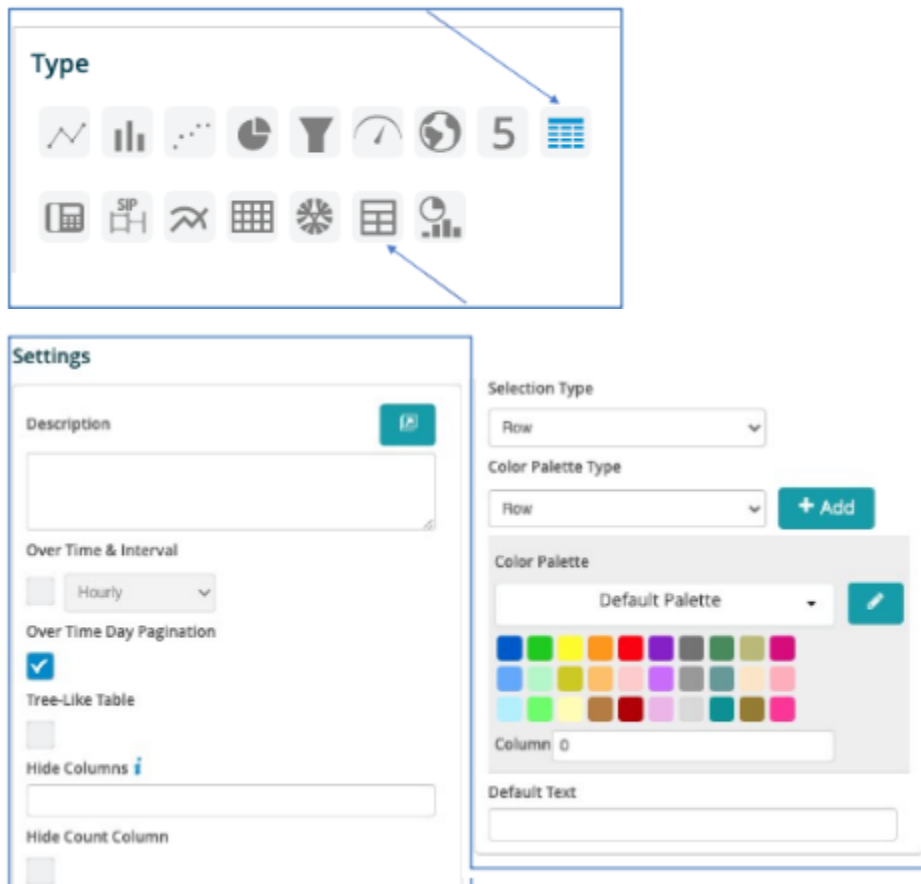 Type
5
SIP
Settings
Description
Over Time & Interval
Hourly
Over Time Day Pagination
Tree-Like Table
Hide Columns i
Hide Count Column
Selection Type
Row
Color Palette Type
Row
+ Add
Color Palette
Default Palette
Column 0
Default Text